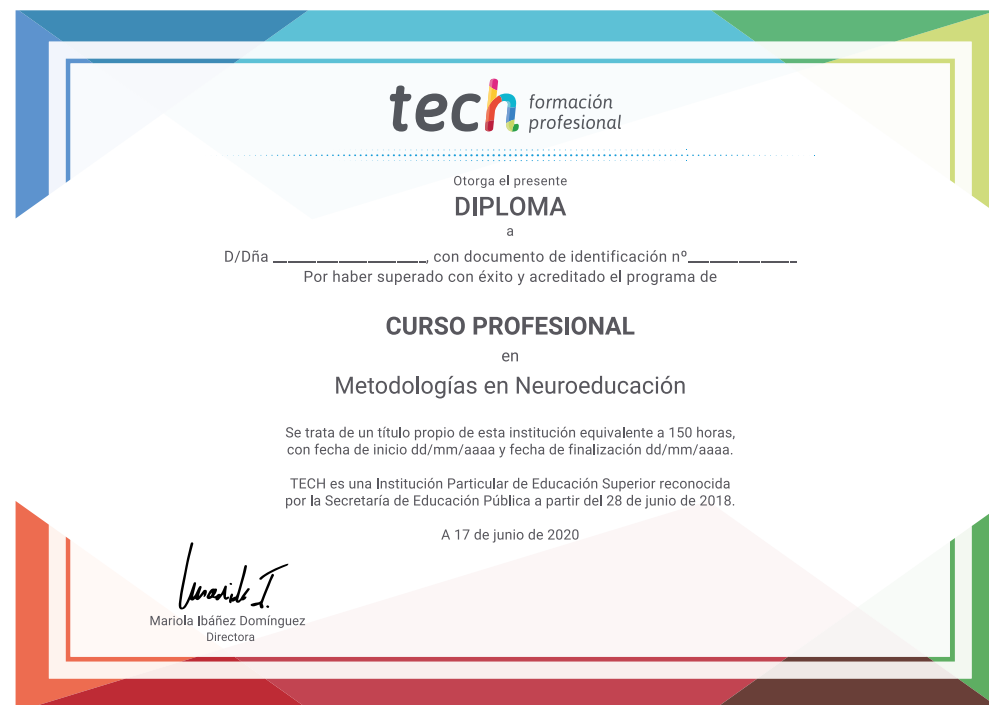 tech formación
profesional
Otorga el presente
DIPLOMA
a
D/Dña ____________________, con documento de identificación nº______________
Por haber superado con éxito y acreditado el programa de
CURSO PROFESIONAL
en
Metodologías en Neuroeducación
Se trata de un título propio de esta institución equivalente a 150 horas,
con fecha de inicio dd/mm/aaaa y fecha de finalización dd/mm/aaaa.
TECH es una Institución Particular de Educación Superior reconocida
por la Secretaría de Educación Pública a partir del 28 de junio de 2018.
A 17 de junio de 2020
Mariola Ibáñez Domínguez
Directora